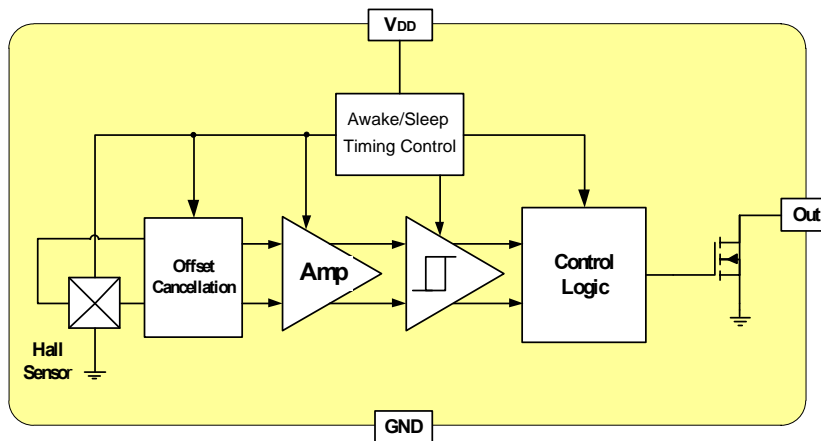 VDD
Awake/Sleep
Timing Control
Out
Offset
Cancellation
Amp
Control
Logic
Hall
Sensor
GND